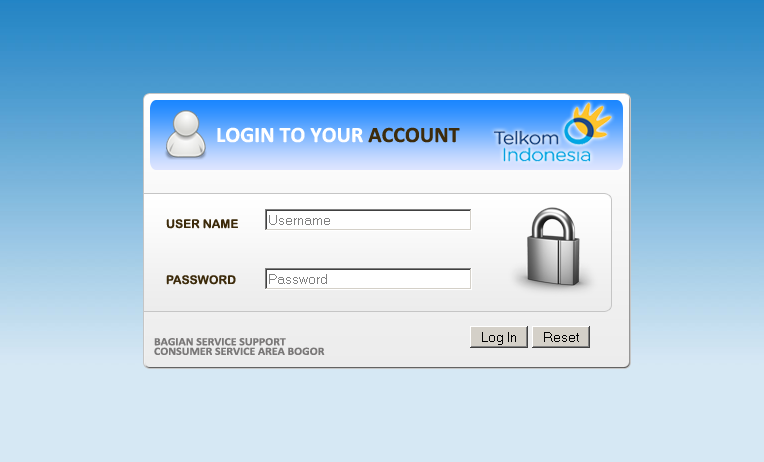 LOGIN TO YOUR ACCOUNT
Telkom
Indonesia
USER NAME
Username
PASSWORD
Password
Log In
Reset
BAGIAN SERVICE SUPPORT
CONSUMER SERVICE AREA BOGOR